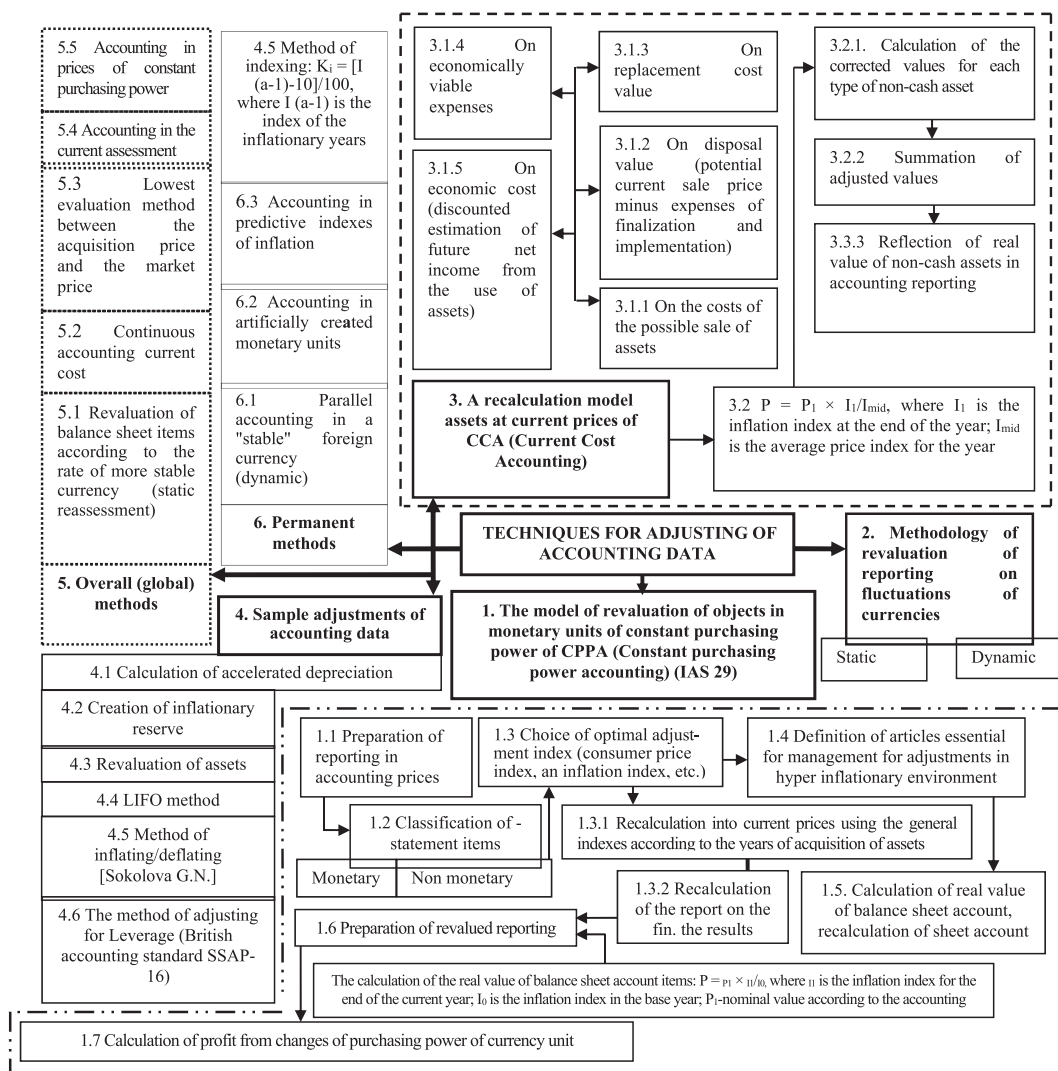 5.5 Accounting in
prices of constant
purchasing power
5.4 Accounting in the
current assessment
5.3 Lowest
evaluation method
between the
acquisition price
and the market
price
5.2 Continuous
accounting current
cost
5.1 Revaluation of
balance sheet items
according to the
rate of more stable
currency (static
reassessment)
5. Overall (global)
methods
4.5 Method of
indexing: Ki = [I
(a-1)-10]/100,
where I (a-1) is the
index of the
inflationary years
6.3 Accounting in
predictive indexes
of inflation
6.2 Accounting in
artificially created
monetary units
6.1 Parallel
accounting in a
"stable" foreign
currency
(dynamic)
6. Permanent
methods
3.1.4 On
economically
viable
expenses
3.1.5 On
economic cost
(discounted
estimation of
future net
income from
the use of
assets)
3.1.3 On
replacement cost
value
3.1.2 On disposal
value (potential
current sale price
minus expenses of
finalization and
implementation)
3.1.1 On the costs of
the possible sale of
assets
3.2.1. Calculation of the
corrected values for each
type of non-cash asset
3.2.2 Summation of
adjusted values
3.3.3 Reflection of real
value of non-cash assets in
accounting reporting
3. A recalculation model
assets at current prices of
CCA (Current Cost
Accounting)
3.2 P = P1 × I1/Imid, where I1 is the
inflation index at the end of the year; Imid
is the average price index for the year
TECHNIQUES FOR ADJUSTING OF
ACCOUNTING DATA
2. Methodology of
revaluation of
reporting on
fluctuations of
currencies
Static
Dynamic
4. Sample adjustments of
accounting data
1. The model of revaluation of objects in
monetary units of constant purchasing
power of CPPA (Constant purchasing
power accounting) (IAS 29)
4.1 Calculation of accelerated depreciation
4.2 Creation of inflationary
reserve
4.3 Revaluation of assets
4.4 LIFO method
4.5 Method of
inflating/deflating
[Sokolova G.N.]
4.6 The method of adjusting
for Leverage (British
accounting standard SSAP-
16)
1.1 Preparation of
reporting in
accounting prices
1.2 Classification of -
statement items
Monetary
Non monetary
1.3 Choice of optimal adjust-
ment index (consumer price
index, an inflation index, etc.)
1.4 Definition of articles essential
for management for adjustments in
hyper inflationary environment
1.3.1 Recalculation into current prices using the general
indexes according to the years of acquisition of assets
1.3.2 Recalculation
of the report on the
fin. the results
1.5. Calculation of real value
of balance sheet account,
recalculation of sheet account
1.6 Preparation of revalued reporting
The calculation of the real value of balance sheet account items: P = P1 × I1/I0, where I1 is the inflation index for the
end of the current year; I0 is the inflation index in the base year; P1-nominal value according to the accounting
1.7 Calculation of profit from changes of purchasing power of currency unit